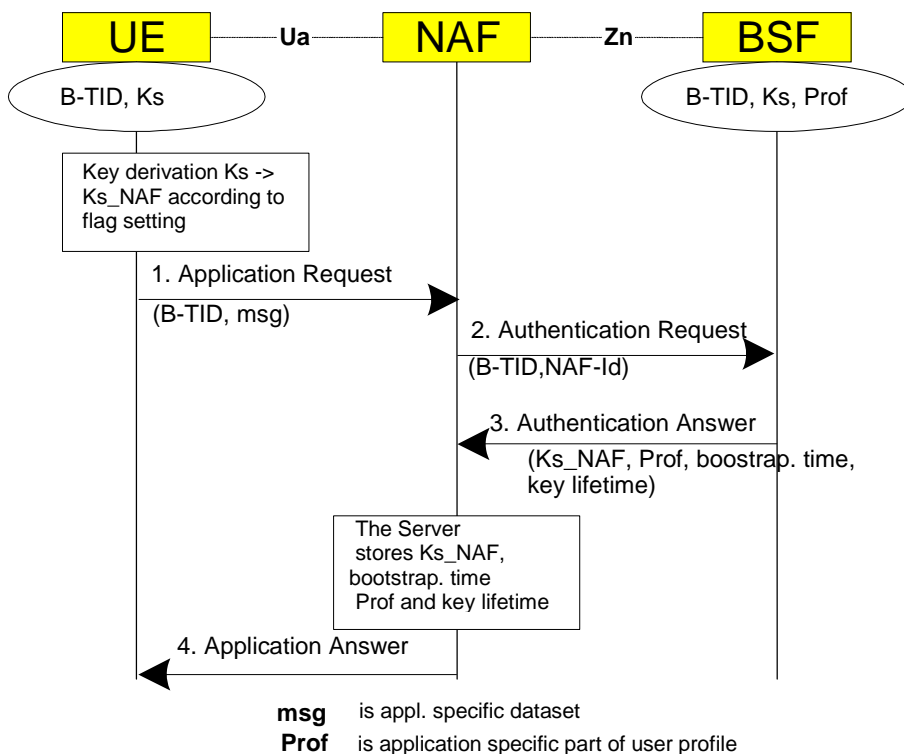 UE Ua NAF Zn BSF
B-TID, Ks
B-TID, Ks, Prof
Key derivation Ks ->
Ks_NAF according to
flag setting
1. Application Request
(B-TID, msg)
2. Authentication Request
(B-TID,NAF-Id)
3. Authentication Answer
(Ks_NAF, Prof, boostrap. time,
key lifetime)
The Server
stores Ks_NAF,
bootstrap. time
Prof and key lifetime
4. Application Answer
msg is appl. specific dataset
Prof is application specific part of user profile